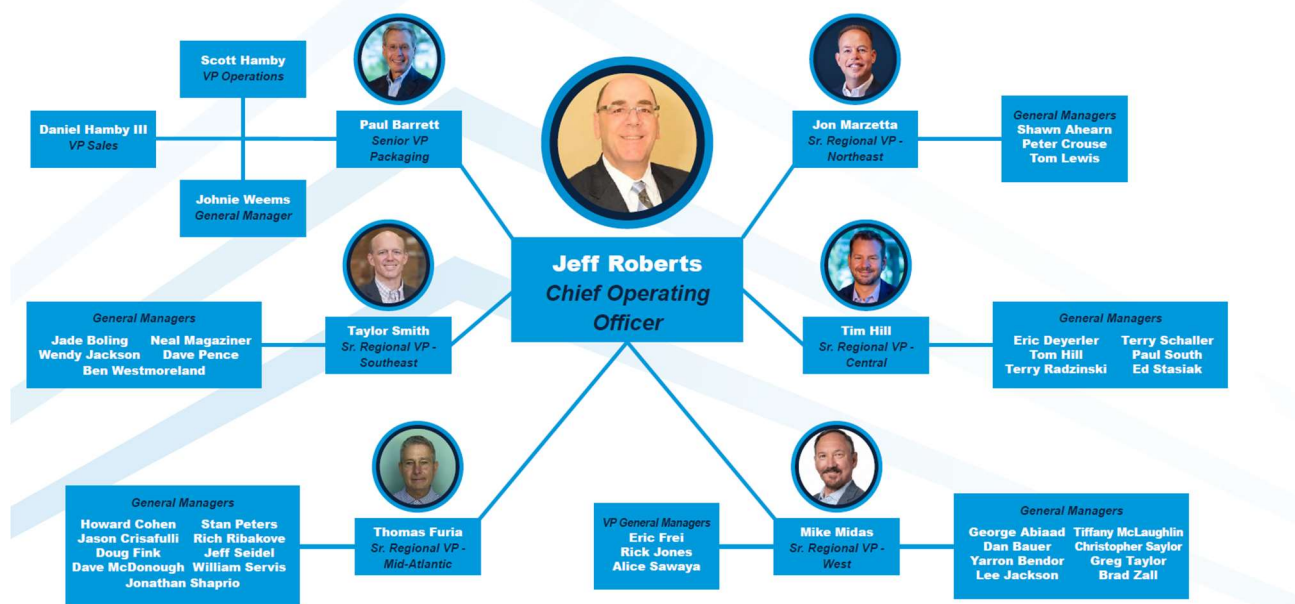 Scott Hamby
VP Operations
Daniel Hamby III
VP Sales
Paul Barrett
Senior VP
Packaging
Johnie Weems
General Manager
Jon Marzetta
Sr. Regional VP -
Northeast
General Managers
Shawn Ahearn
Peter Crouse
Tom Lewis
Jeff Roberts
Chief Operating
Officer
General Managers
Jade Boling Neal Magaziner
Wendy Jackson Dave Pence
Ben Westmoreland
Taylor Smith
Sr. Regional VP -
Southeast
Tim Hill
Sr. Regional VP -
Central
General Managers
Eric Deyerler Terry Schaller
Tom Hill Paul South
Terry Radzinski Ed Stasiak
General Managers
Howard Cohen Stan Peters
Jason Crisafulli Rich Ribakove
Doug Fink Jeff Seidel
Dave McDonough William Servis
Jonathan Shaprio
Thomas Furia
Sr. Regional VP -
Mid-Atlantic
VP General Managers
Eric Frei
Rick Jones
Alice Sawaya
Mike Midas
Sr. Regional VP -
West
General Managers
George Abiaad Tiffany McLaughlin
Dan Bauer Christopher Saylor
Yarron Bendor Greg Taylor
Lee Jackson Brad Zall